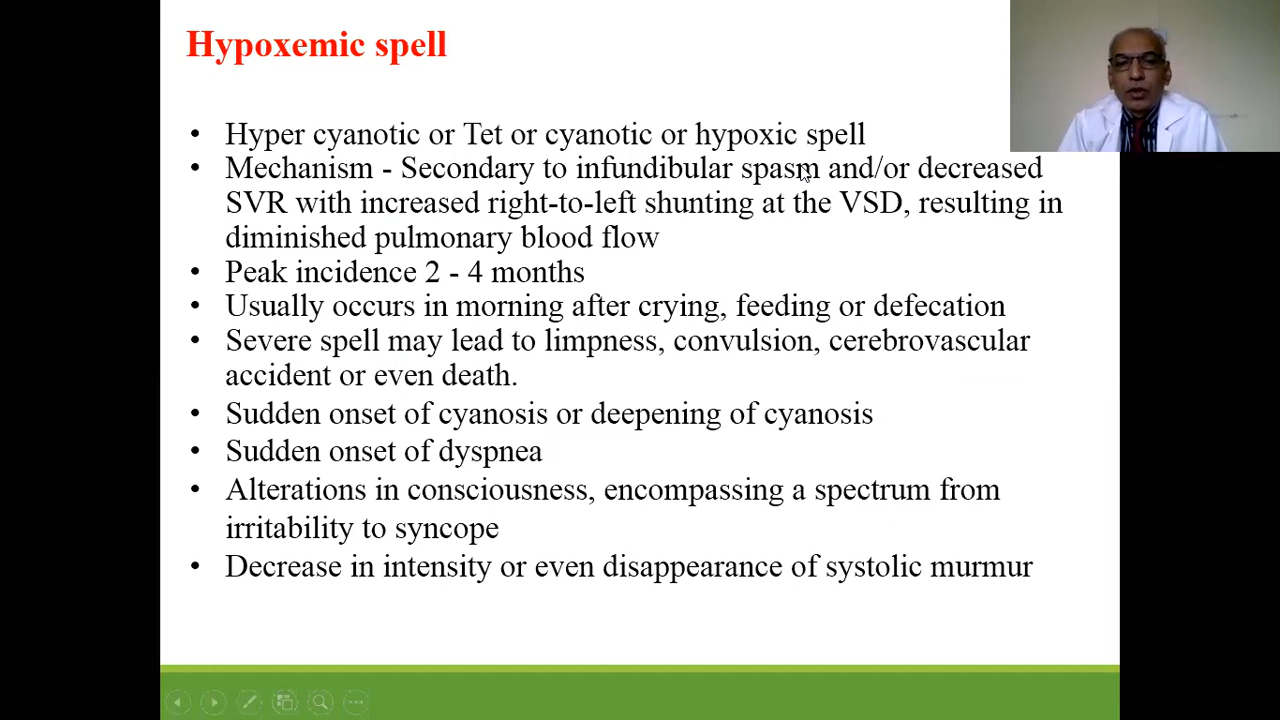 Hypoxemic spell
• Hyper cyanotic or Tet or cyanotic or hypoxic spell
• Mechanism - Secondary to infundibular spasm and/or decreased
SVR with increased right-to-left shunting at the VSD, resulting in
diminished pulmonary blood flow
• Peak incidence 2 - 4 months
• Usually occurs in morning after crying, feeding or defecation
• Severe spell may lead to limpness, convulsion, cerebrovascular
accident or even death.
• Sudden onset of cyanosis or deepening of cyanosis
• Sudden onset of dyspnea
• Alterations in consciousness, encompassing a spectrum from
irritability to syncope
• Decrease in intensity or even disappearance of systolic murmur